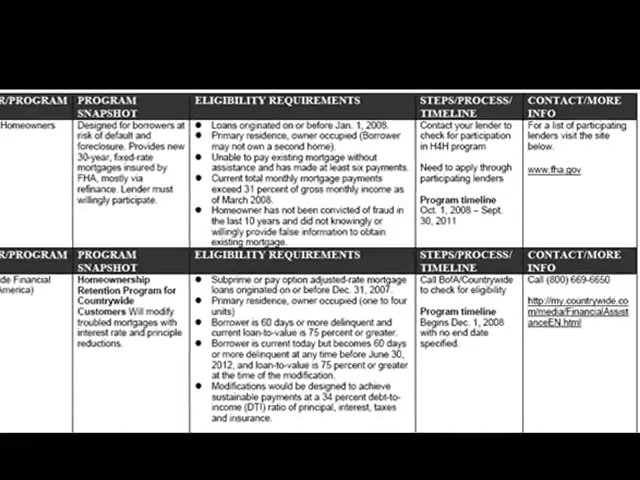 R/PROGRAM
Homeowners
PROGRAM
SNAPSHOT
Designed for borrowers at
risk of default and
foreclosure. Provides new
30-year, fixed-rate
mortgages insured by
FHA, mostly via
refinance. Lender must
willingly participate.
ELIGIBILITY REQUIREMENTS
● Loans originated on or before Jan. 1, 2008.
● Primary residence, owner occupied (Borrower
may not own a second home).
● Unable to pay existing mortgage without
assistance and has made at least six payments.
● Current total monthly mortgage payments
exceed 31 percent of gross monthly income as
of March 2008.
● Homeowner has not been convicted of fraud in
the last 10 years and did not knowingly or
willingly provide false information to obtain
existing mortgage.
STEPS/PROCESS/
TIMELINE
Contact your lender to
check for participation
in H4H program
Need to apply through
participating lenders
Program timeline
Oct. 1, 2008 – Sept.
30, 2011
CONTACT/MORE
INFO
For a list of participating
lenders visit the site
below.
www.fha.gov
R/PROGRAM
de Financial
America)
PROGRAM
SNAPSHOT
Homeownership
Retention Program for
Countrywide
Customers Will modify
troubled mortgages with
interest rate and principle
reductions.
ELIGIBILITY REQUIREMENTS
● Subprime or pay option adjusted-rate mortgage
loans originated on or before Dec. 31, 2007.
● Primary residence, owner occupied (one to four
units)
● Borrower is 60 days or more delinquent and
current loan-to-value is 75 percent or greater.
● Borrower is current today but becomes 60 days
or more delinquent at any time before June 30,
2012, and loan-to-value is 75 percent or greater
at the time of the modification.
● Modifications would be designed to achieve
sustainable payments at a 34 percent debt-to-
income (DTI) ratio of principal, interest, taxes
and insurance.
STEPS/PROCESS/
TIMELINE
Call BofA/Countrywide
to check for eligibility
Program timeline
Begins Dec. 1, 2008
with no end date
specified.
CONTACT/MORE
INFO
Call (800) 669-6650
http://my.countrywide.co
m/media/FinancialAssist
anceEN.html